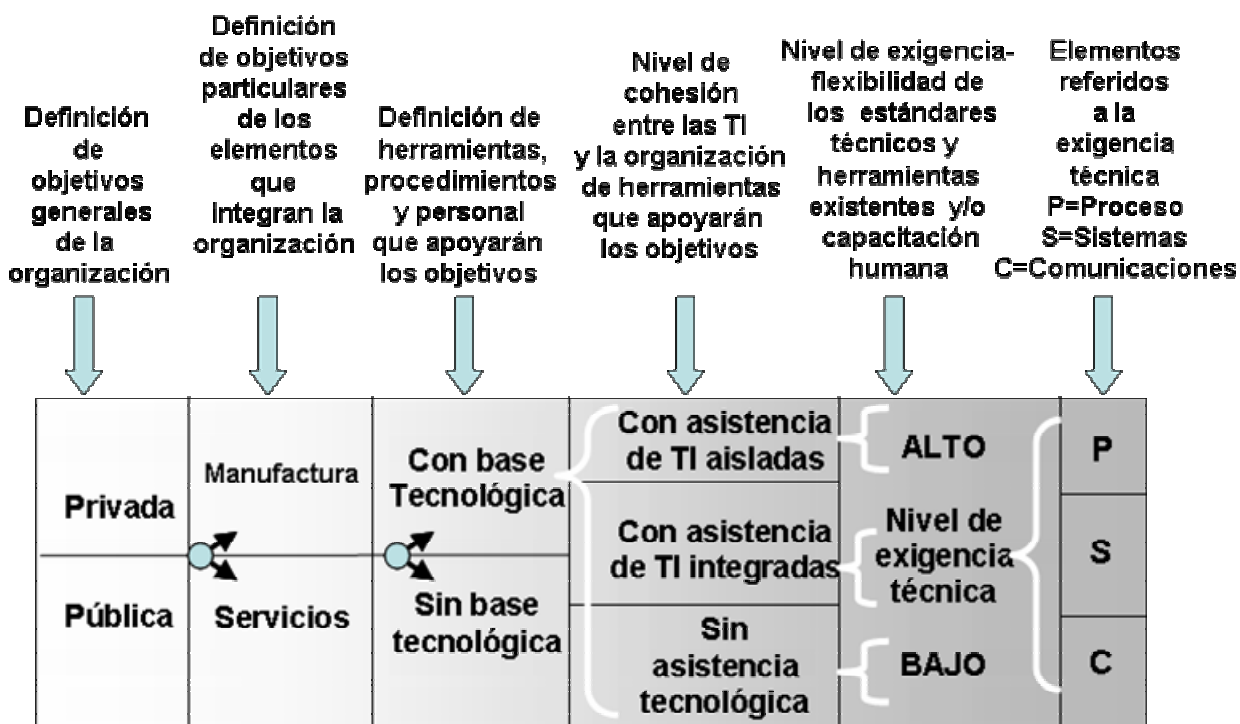 Definición
de
objetivos
generales
de la
organización
Definición
de objetivos
particulares
de los
elementos
que
integran la
organización
Definición de
herramientas,
procedimientos
y personal
que apoyarán
los objetivos
Nivel de
cohesión
entre las TI
y la organización
de herramientas
que apoyarán
los objetivos
Nivel de exigencia-
flexibilidad de
los estándares
técnicos y
herramientas
existentes y/o
capacitación
humana
Elementos
referidos
a la
exigencia
técnica
P=Proceso
S=Sistemas
C=Comunicaciones
Privada
Pública
Manufactura
Servicios
Con base
Tecnológica
Sin base
tecnológica
Con asistencia
de TI aisladas
Con asistencia
de TI integradas
Sin
asistencia
tecnológica
ALTO
Nivel de
exigencia
técnica
BAJO
P
S
C